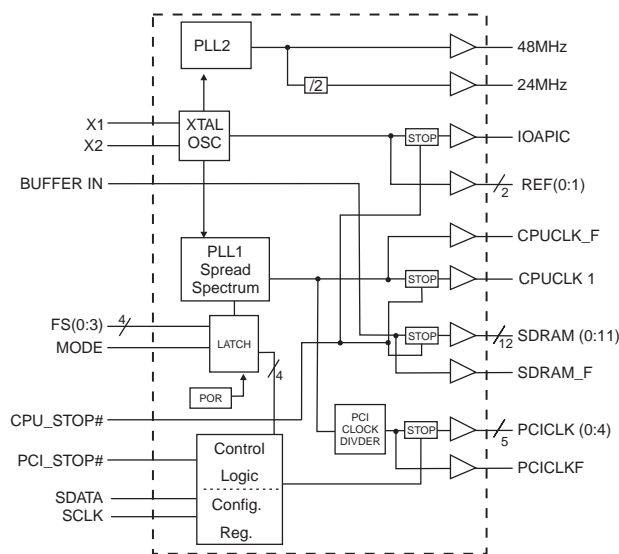 PLL2
48MHz
/2
24MHz
X1
X2
XTAL
OSC
STOP
IOAPIC
BUFFER IN
2
REF(0:1)
CPUCLK_F
PLL1
Spread
Spectrum
STOP
CPUCLK 1
FS(0:3)
4
MODE
LATCH
4
STOP
12
SDRAM (0:11)
SDRAM_F
POR
CPU_STOP#
PCI
CLOCK
DIVDER
STOP
5
PCICLK (0:4)
PCI_STOP#
Control
Logic
PCICLKF
SDATA
SCLK
Config.
Reg.